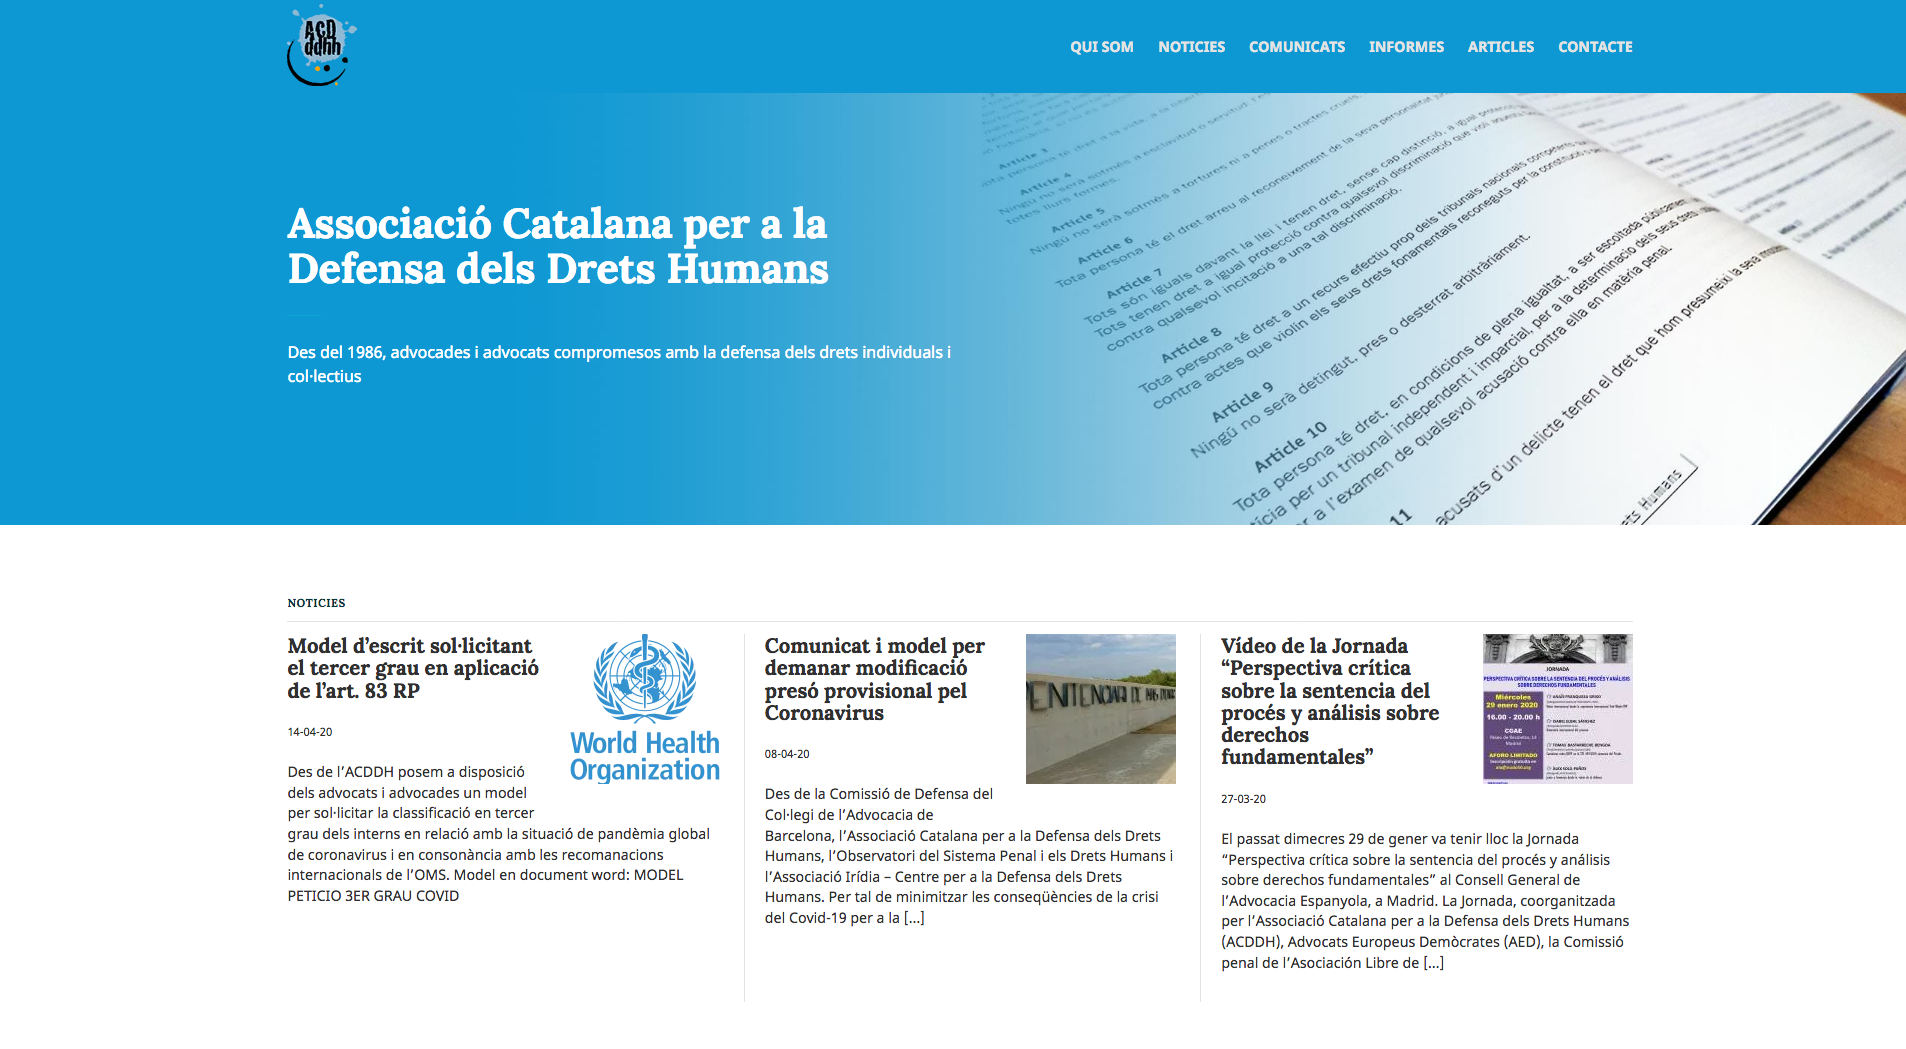 ACD
ddhh
QUI SOM NOTICIES COMUNICATS INFORMES ARTICLES CONTACTE
Associació Catalana per a la
Defensa dels Drets Humans
Des del 1986, advocades i advocats compromesos amb la defensa dels drets individuals i
col·lectius
Article 3
Article 4
Ningú no serà sotmès a esclavitud o servitud.
totes llurs formes.
Article 5
Ningú no serà sotmès a tortures ni a penes o tractes cruels,
Article 6
Tota persona té el dret arreu al reconeixement de la seva personalitat
Article 7
Tots són iguals davant la llei i tenen dret, sense cap distinció, a igual
Tots tenen dret a igual protecció contra qualsevol discriminació que violi aquesta
contra qualsevol incitació a una tal discriminació.
Article 8
Tota persona té dret a un recurs efectiu prop dels tribunals nacionals competents
contra actes que violin els seus drets fonamentals reconeguts per la constitució
Article 9
Ningú no serà detingut, pres o desterrat arbitràriament.
Article 10
Tota persona té dret, en condicions de plena igualtat, a ser escoltada públicament
ícia per un tribunal independent i imparcial, per a la determinació dels seus drets
r a l'examen de qualsevol acusació contra ella en matèria penal.
11
acusats d'un delicte tenen el dret que hom presumeixi la seva
ets Humans
NOTICIES
Model d’escrit sol·licitant
el tercer grau en aplicació
de l’art. 83 RP
14-04-20
World Health
Organization
Des de l’ACDDH posem a disposició
dels advocats i advocades un model
per sol·licitar la classificació en tercer
grau dels interns en relació amb la situació de pandèmia global
de coronavirus i en consonància amb les recomanacions
internacionals de l’OMS. Model en document word: MODEL
PETICIO 3ER GRAU COVID
Comunicat i model per
demanar modificació
presó provisional pel
Coronavirus
08-04-20
Des de la Comissió de Defensa del
Col·legi de l’Advocacia de
Barcelona, l’Associació Catalana per a la Defensa dels Drets
Humans, l’Observatori del Sistema Penal i els Drets Humans i
l’Associació Irídia – Centre per a la Defensa dels Drets
Humans. Per tal de minimitzar les conseqüències de la crisi
del Covid-19 per a la […]
Vídeo de la Jornada
“Perspectiva crítica
sobre la sentencia del
procés y análisis sobre
derechos
fundamentales”
27-03-20
JORNADA
PERSPECTIVA CRÍTICA SOBRE LA SENTENCIA DEL PROCÉS Y ANÁLISIS
SOBRE DERECHOS FUNDAMENTALES
Miércoles
29 enero 2020
16.00 - 20.00 h
CGAE
Madrid
AFORO LIMITADO
El passat dimecres 29 de gener va tenir lloc la Jornada
“Perspectiva crítica sobre la sentencia del procés y análisis
sobre derechos fundamentales” al Consell General de
l’Advocacia Espanyola, a Madrid. La Jornada, coorganitzada
per l’Associació Catalana per a la Defensa dels Drets Humans
(ACDDH), Advocats Europeus Demòcrates (AED), la Comissió
penal de l’Asociación Libre de […]